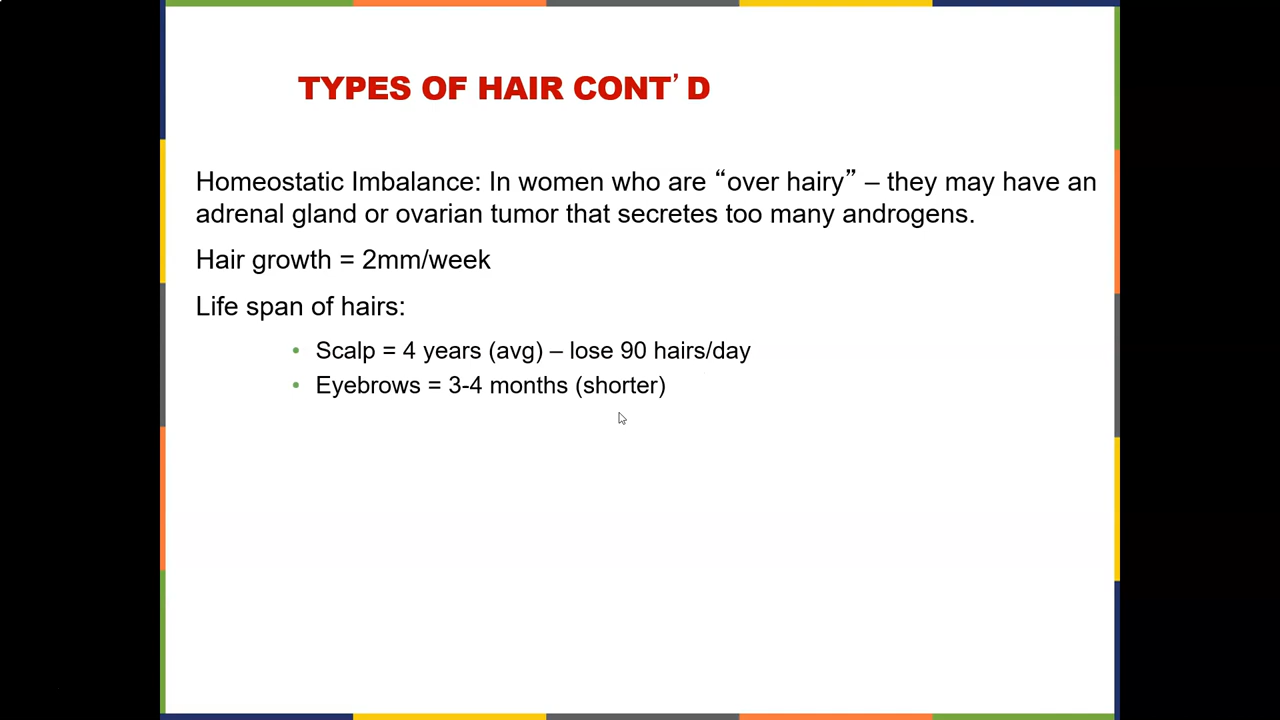 TYPES OF HAIR CONT’ D
Homeostatic Imbalance: In women who are “over hairy” – they may have an
adrenal gland or ovarian tumor that secretes too many androgens.
Hair growth = 2mm/week
Life span of hairs:
• Scalp = 4 years (avg) – lose 90 hairs/day
• Eyebrows = 3-4 months (shorter)